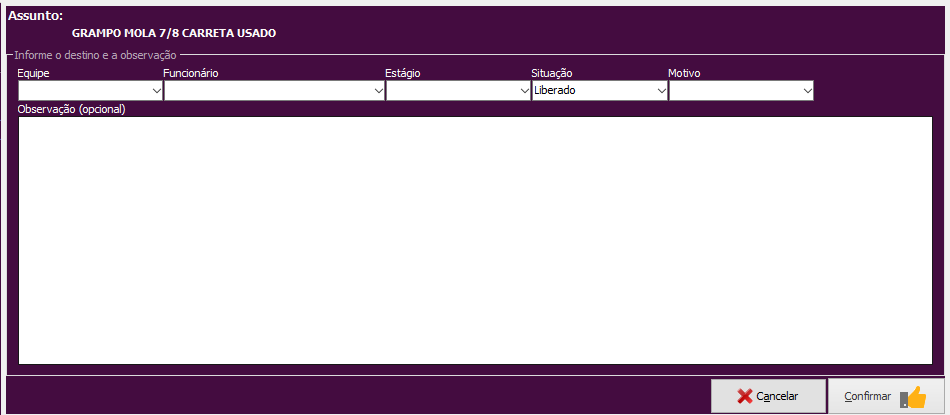 Assunto:
GRAMPO MOLA 7/8 CARRETA USADO
Informe o destino e a observação
Equipe Funcionário Estágio Situação Motivo
Liberado
Observação (opcional)
Cancelar Confirmar